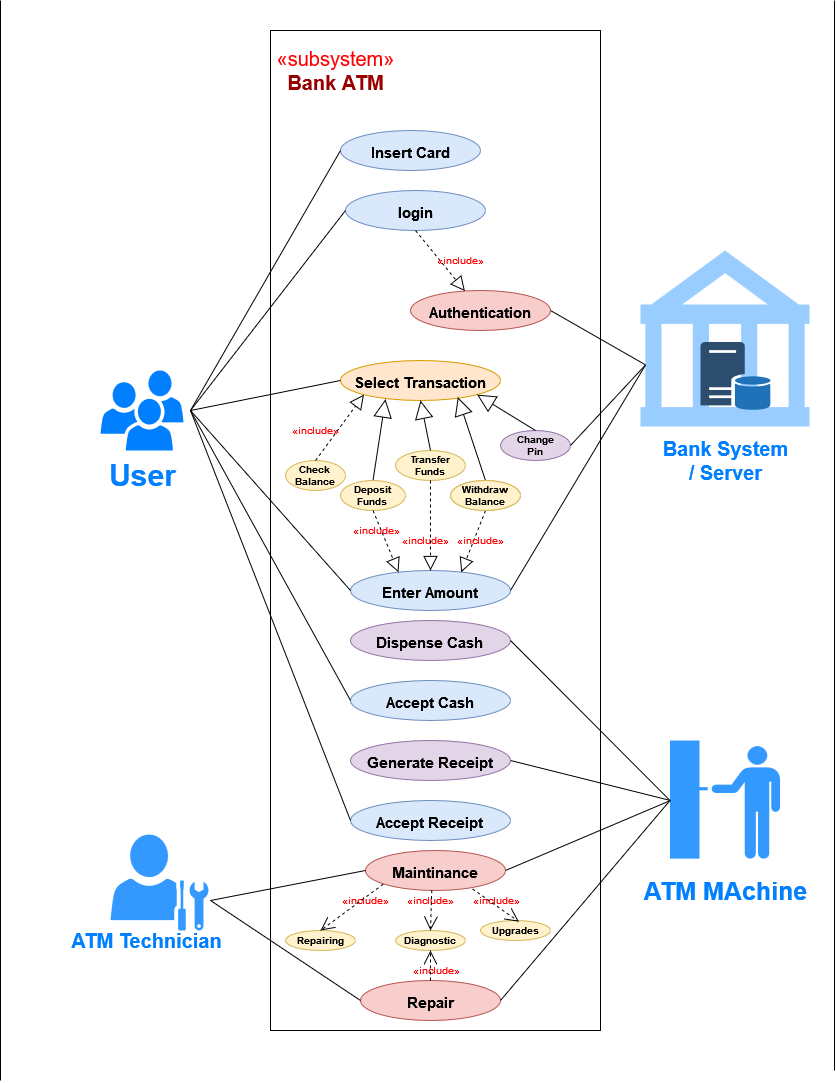 «subsystem»
Bank ATM
Insert Card
login
«include»
Authentication
Select Transaction
«include»
Check
Balance
Deposit
Funds
Transfer
Funds
Withdraw
Balance
Change
Pin
«include»
«include»
«include»
Enter Amount
Dispense Cash
Accept Cash
Generate Receipt
Accept Receipt
Maintinance
«include»
«include»
«include»
Repairing
Diagnostic
Upgrades
«include»
Repair
User
ATM Technician
Bank System
/ Server
ATM MAchine